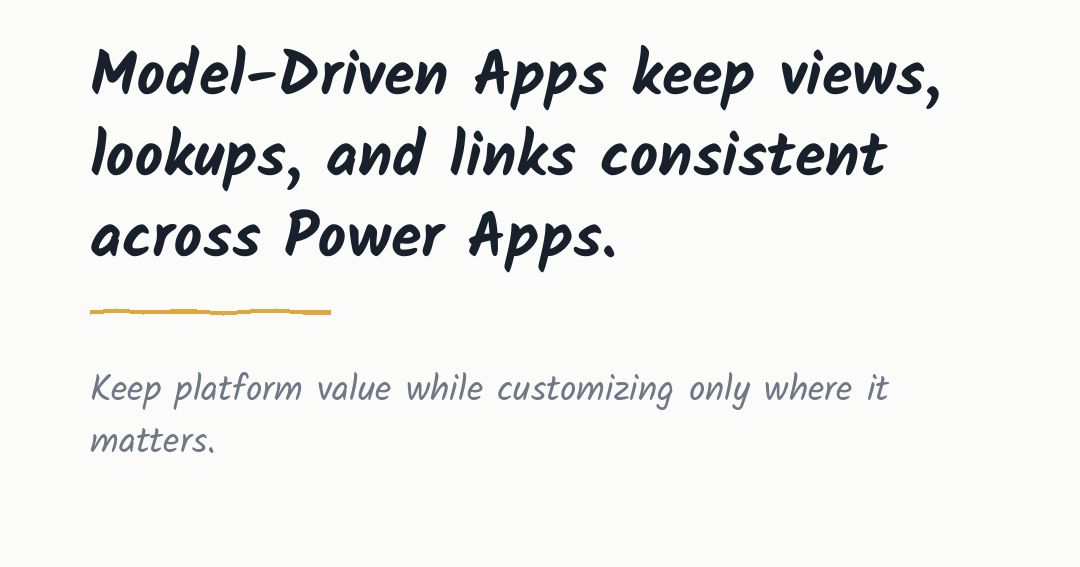 Model-Driven Apps keep views,
lookups, and links consistent
across Power Apps.
Keep platform value while customizing only where it
matters.